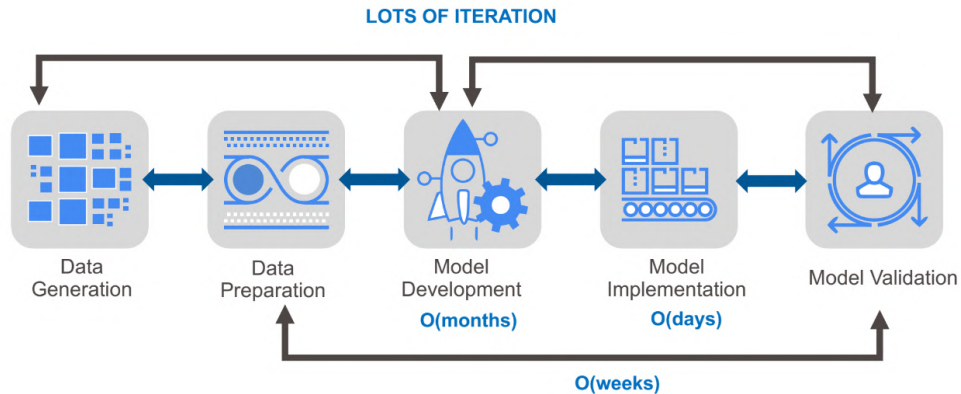 LOTS OF ITERATION
Data
Generation
Data
Preparation
Model
Development
O(months)
Model
Implementation
O(days)
Model Validation
O(weeks)